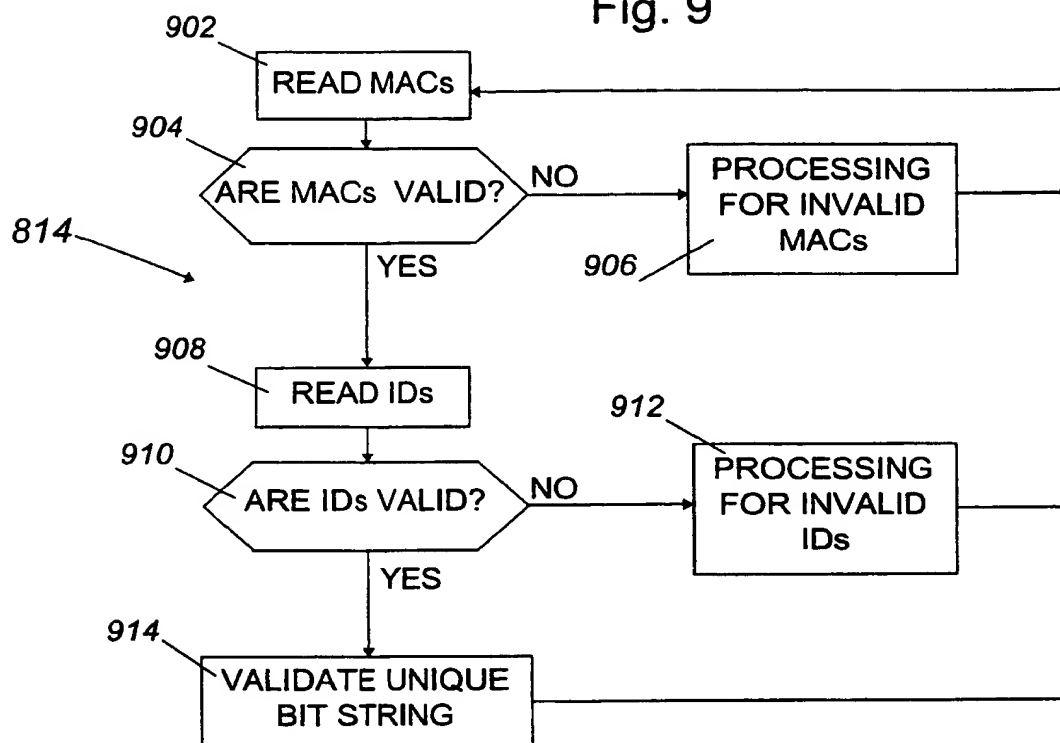 Fig. 9
902
READ MACs
904
ARE MACs VALID?
NO
PROCESSING
FOR INVALID
MACs
906
814
YES
908
READ IDs
910
ARE IDs VALID?
NO
912
PROCESSING
FOR INVALID
IDs
YES
914
VALIDATE UNIQUE
BIT STRING